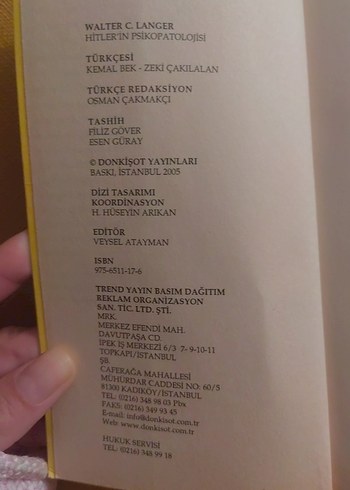 WALTER C. LANGER
HİTLER'İN PSİKOPATOLOJİSİ
TÜRKÇESİ
KEMAL BEK - ZEKİ ÇAKILALAN
TÜRKÇE REDAKSİYON
OSMAN ÇAKMAKÇI
TASHİH
FİLİZ GÖVER
ESEN GÜRAY
© DONKİŞOT YAYINLARI
BASKI, İSTANBUL 2005
DİZİ TASARIMI
KOORDİNASYON
H. HÜSEYİN ARIKAN
EDİTÖR
VEYSEL ATAYMAN
ISBN
975-6511-17-6
TREND YAYIN BASIM DAĞITIM
REKLAM ORGANİZASYON
SAN. TİC. LTD. ŞTİ.
MRK.
MERKEZ EFENDİ MAH.
DAVUTPAŞA CD.
İPEK İŞ MERKEZİ 6/3 7- 9-10-11
TOPKAPI/İSTANBUL
ŞB.
CAFERAĞA MAHALLESİ
MÜHÜRDAR CADDESİ NO: 60/5
81300 KADIKÖY/İSTANBUL
TEL: (0216) 348 98 03 Pbx
FAKS: (0216) 349 93 45
E-mail: info@donkisot.com.tr
Web: www.donkisot.com.tr
HUKUK SERVİSİ
TEL: (0216) 348 99 18